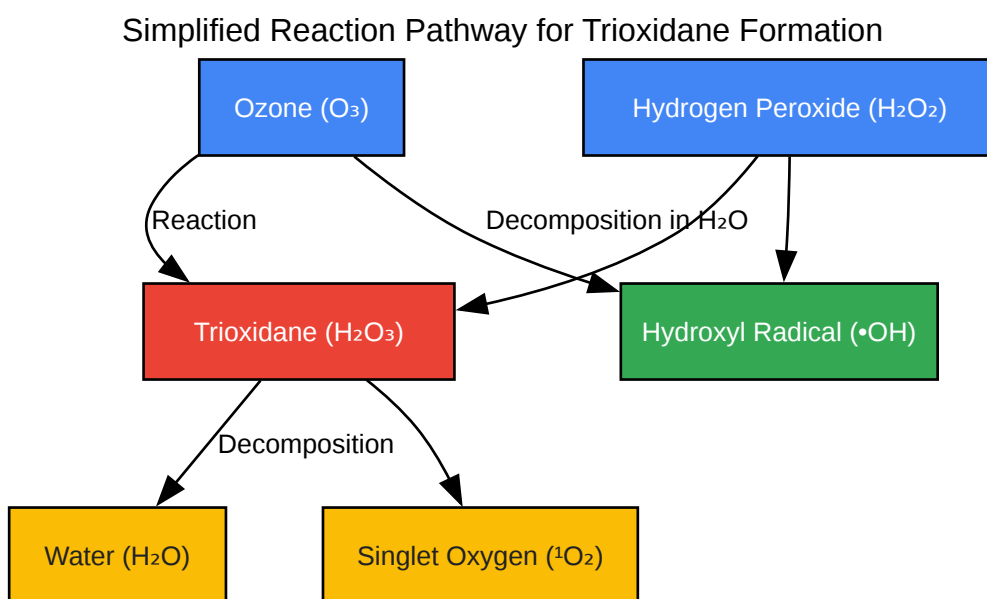 Simplified Reaction Pathway for Trioxidane Formation
Ozone (O₃)
Hydrogen Peroxide (H₂O₂)
Reaction
Decomposition in H₂O
Trioxidane (H₂O₃)
Hydroxyl Radical (•OH)
Decomposition
Water (H₂O)
Singlet Oxygen (¹O₂)